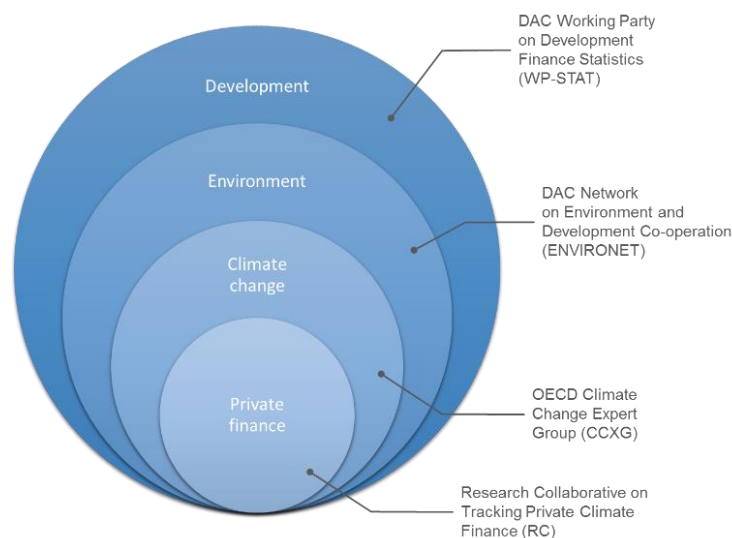 DAC Working Party
on Development
Finance Statistics
(WP-STAT)
Development
Environment
DAC Network
on Environment and
Development Co-operation
(ENVIRONET)
Climate
change
Private
finance
OECD Climate
Change Expert
Group (CCXG)
Research Collaborative on
Tracking Private Climate
Finance (RC)